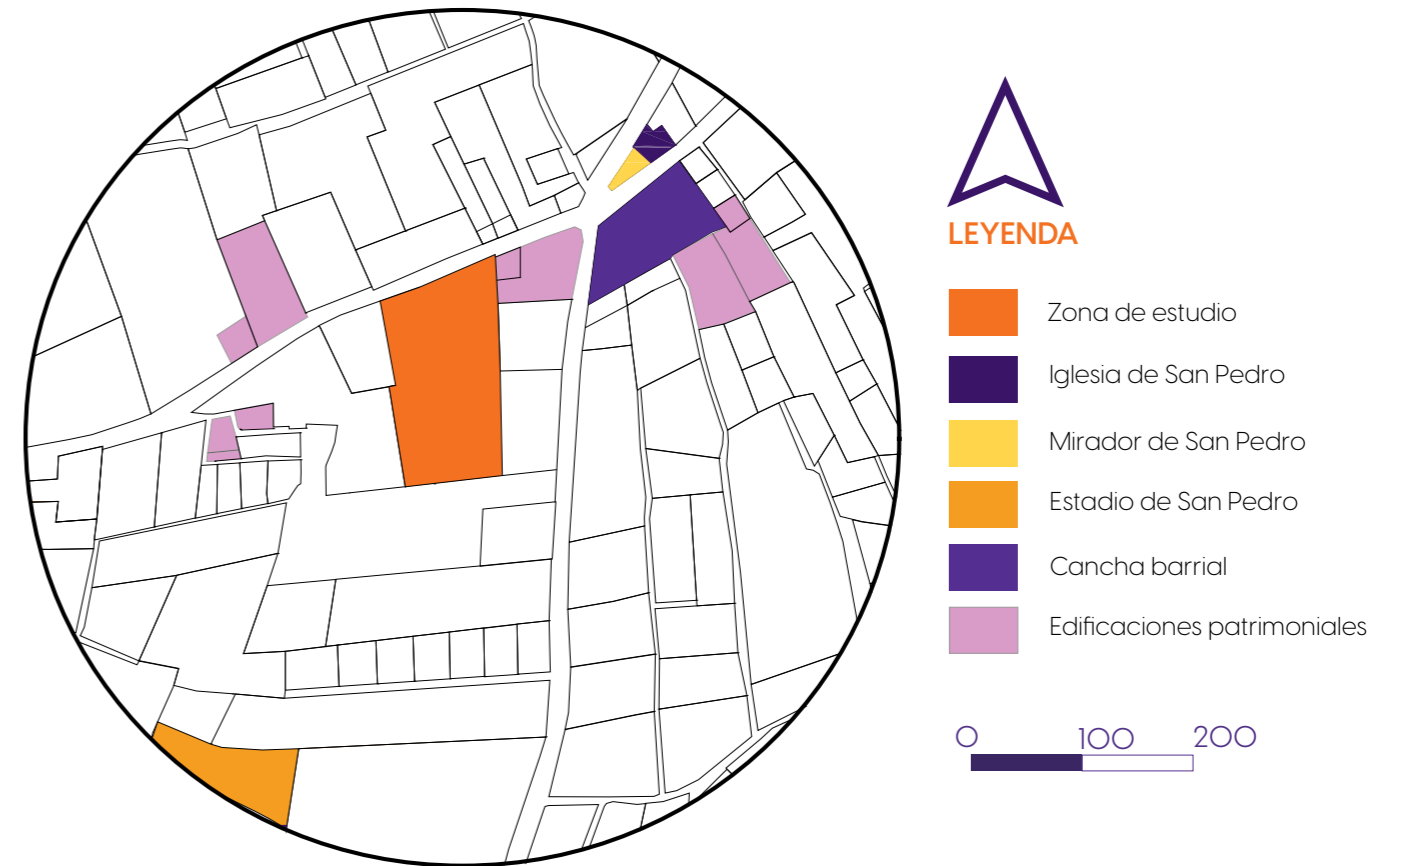 LEYENDA
Zona de estudio
Iglesia de San Pedro
Mirador de San Pedro
Estadio de San Pedro
Cancha barrial
Edificaciones patrimoniales
0 100 200